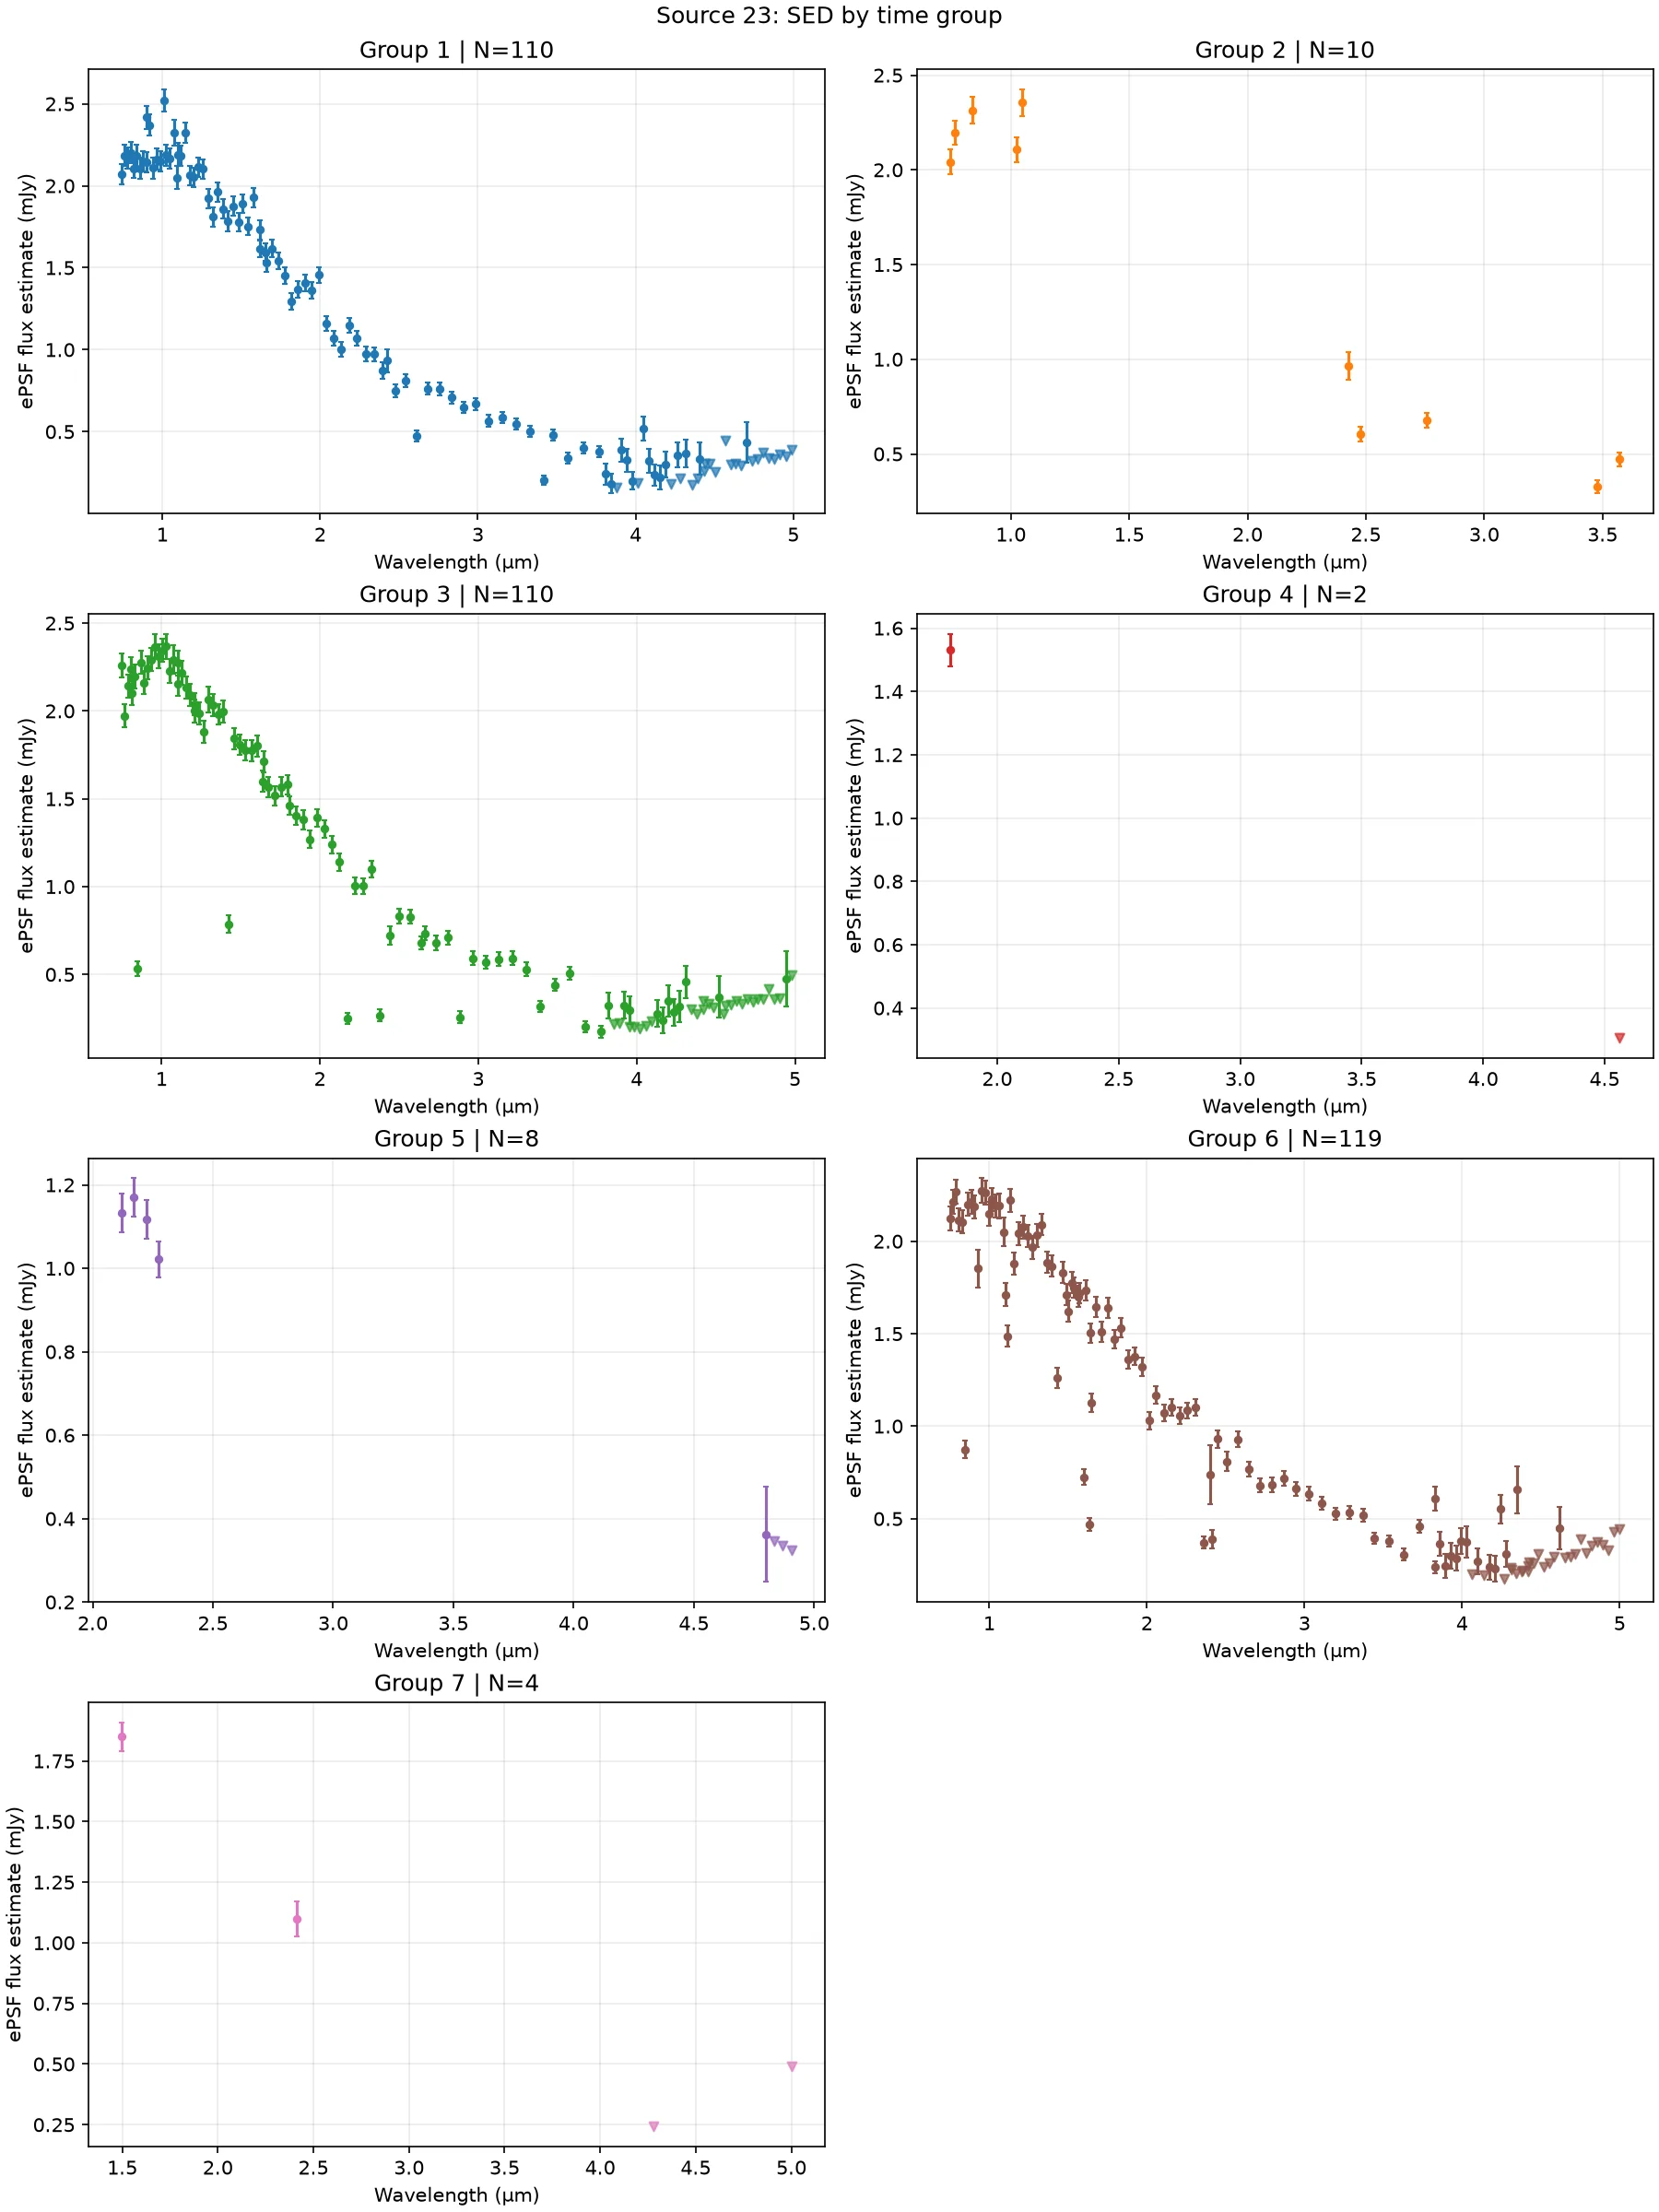 Source 23: SED by time group
Group 1 | N=110
2.5
2.0
1.5
1.0
0.5
ePSF flux estimate (mJy)
1 2 3 4 5
Wavelength (µm)
Group 2 | N=10
2.5
2.0
1.5
1.0
0.5
ePSF flux estimate (mJy)
1.0 1.5 2.0 2.5 3.0 3.5
Wavelength (µm)
Group 3 | N=110
2.5
2.0
1.5
1.0
0.5
ePSF flux estimate (mJy)
1 2 3 4 5
Wavelength (µm)
Group 4 | N=2
1.6
1.4
1.2
1.0
0.8
0.6
0.4
ePSF flux estimate (mJy)
2.0 2.5 3.0 3.5 4.0 4.5
Wavelength (µm)
Group 5 | N=8
1.2
1.0
0.8
0.6
0.4
0.2
ePSF flux estimate (mJy)
2.0 2.5 3.0 3.5 4.0 4.5 5.0
Wavelength (µm)
Group 6 | N=119
2.0
1.5
1.0
0.5
ePSF flux estimate (mJy)
1 2 3 4 5
Wavelength (µm)
Group 7 | N=4
1.75
1.50
1.25
1.00
0.75
0.50
0.25
ePSF flux estimate (mJy)
1.5 2.0 2.5 3.0 3.5 4.0 4.5 5.0
Wavelength (µm)